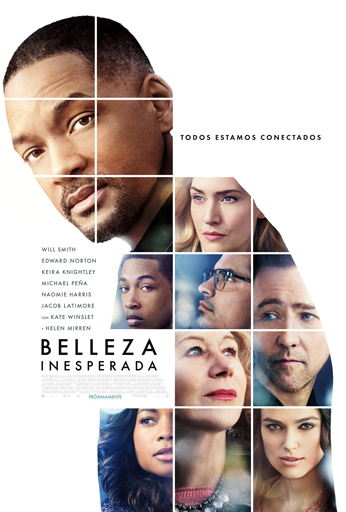 TODOS ESTAMOS CONECTADOS
WILL SMITH
EDWARD NORTON
KEIRA KNIGHTLEY
MICHAEL PEÑA
NAOMIE HARRIS
JACOB LATIMORE
CON KATE WINSLET
Y HELEN MIRREN
BELLEZA
INESPERADA
PRÓXIMAMENTE